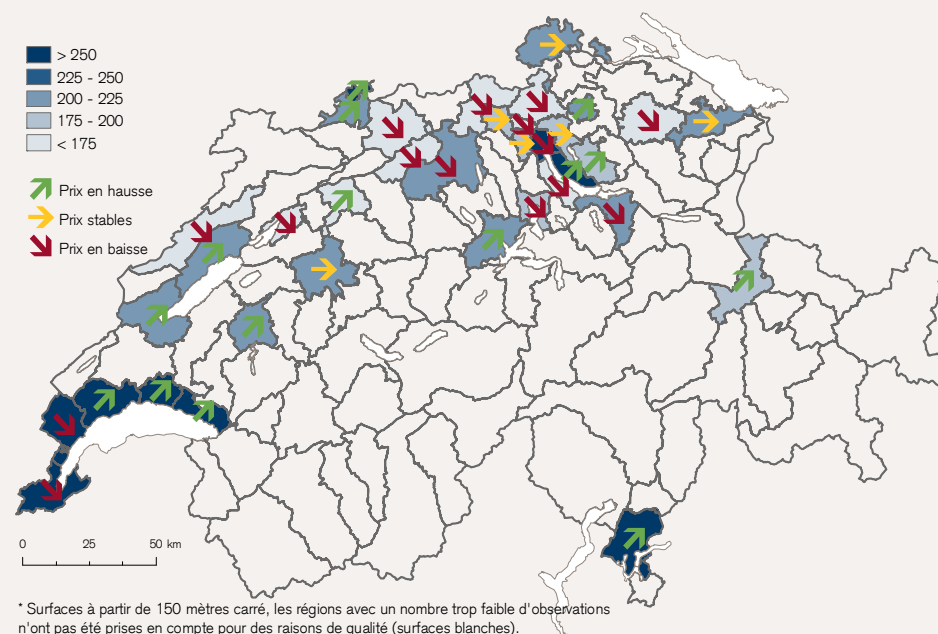 > 250
225 - 250
200 - 225
175 - 200
< 175
Prix en hausse
Prix stables
Prix en baisse
0 25 50 km
* Surfaces à partir de 150 mètres carré, les régions avec un nombre trop faible d'observations
n'ont pas été prises en compte pour des raisons de qualité (surfaces blanches).